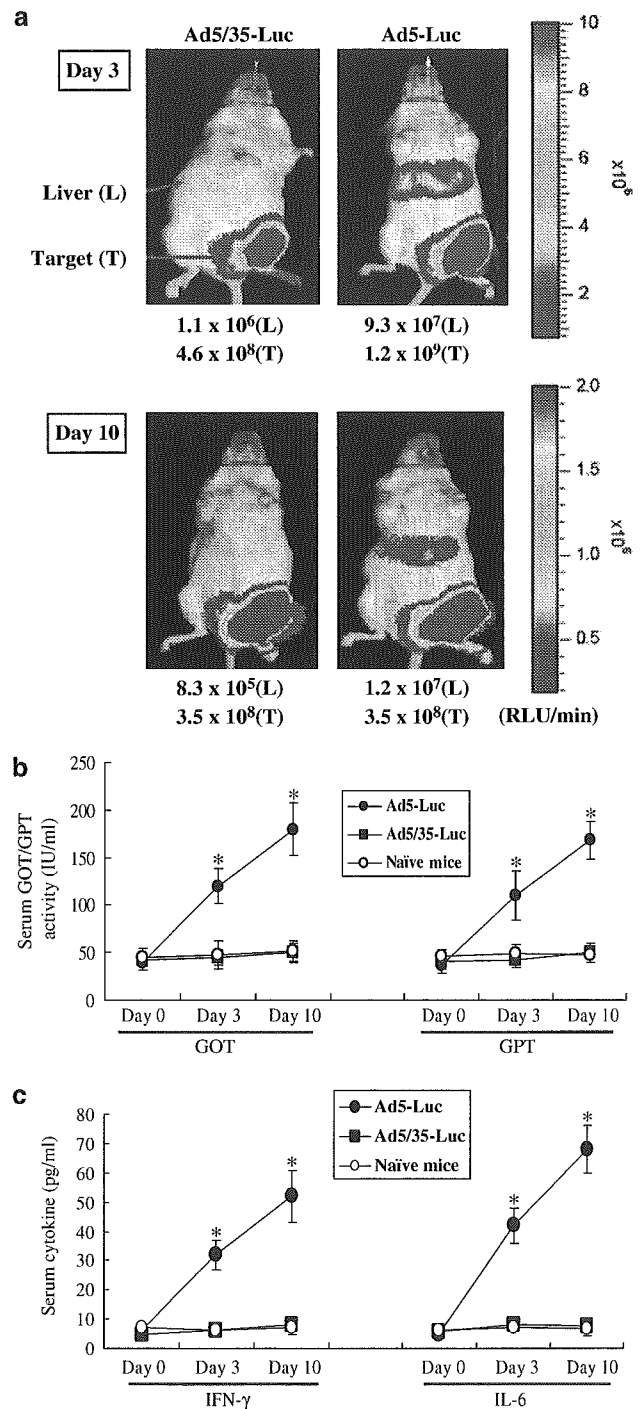 a
Ad5/35-Luc Ad5-Luc
Day 3
Liver (L)
Target (T)
1.1 x 10⁶(L) 9.3 x 10⁷(L)
4.6 x 10⁸(T) 1.2 x 10⁹(T)
10
8
6
4
2
Day 10
8.3 x 10⁵(L) 1.2 x 10⁷(L)
3.5 x 10⁸(T) 3.5 x 10⁸(T)
2.0
1.5
1.0
0.5
(RLU/min)
b
Serum GOT/GPT
activity (IU/ml)
250
200
150
100
50
0
Ad5-Luc
Ad5/35-Luc
Naïve mice
* * * *
Day 0 Day 3 Day 10 Day 0 Day 3 Day 10
GOT GPT
c
Serum cytokine (pg/ml)
80
70
60
50
40
30
20
10
0
Ad5-Luc
Ad5/35-Luc
Naïve mice
* * * *
Day 0 Day 3 Day 10 Day 0 Day 3 Day 10
IFN-γ IL-6